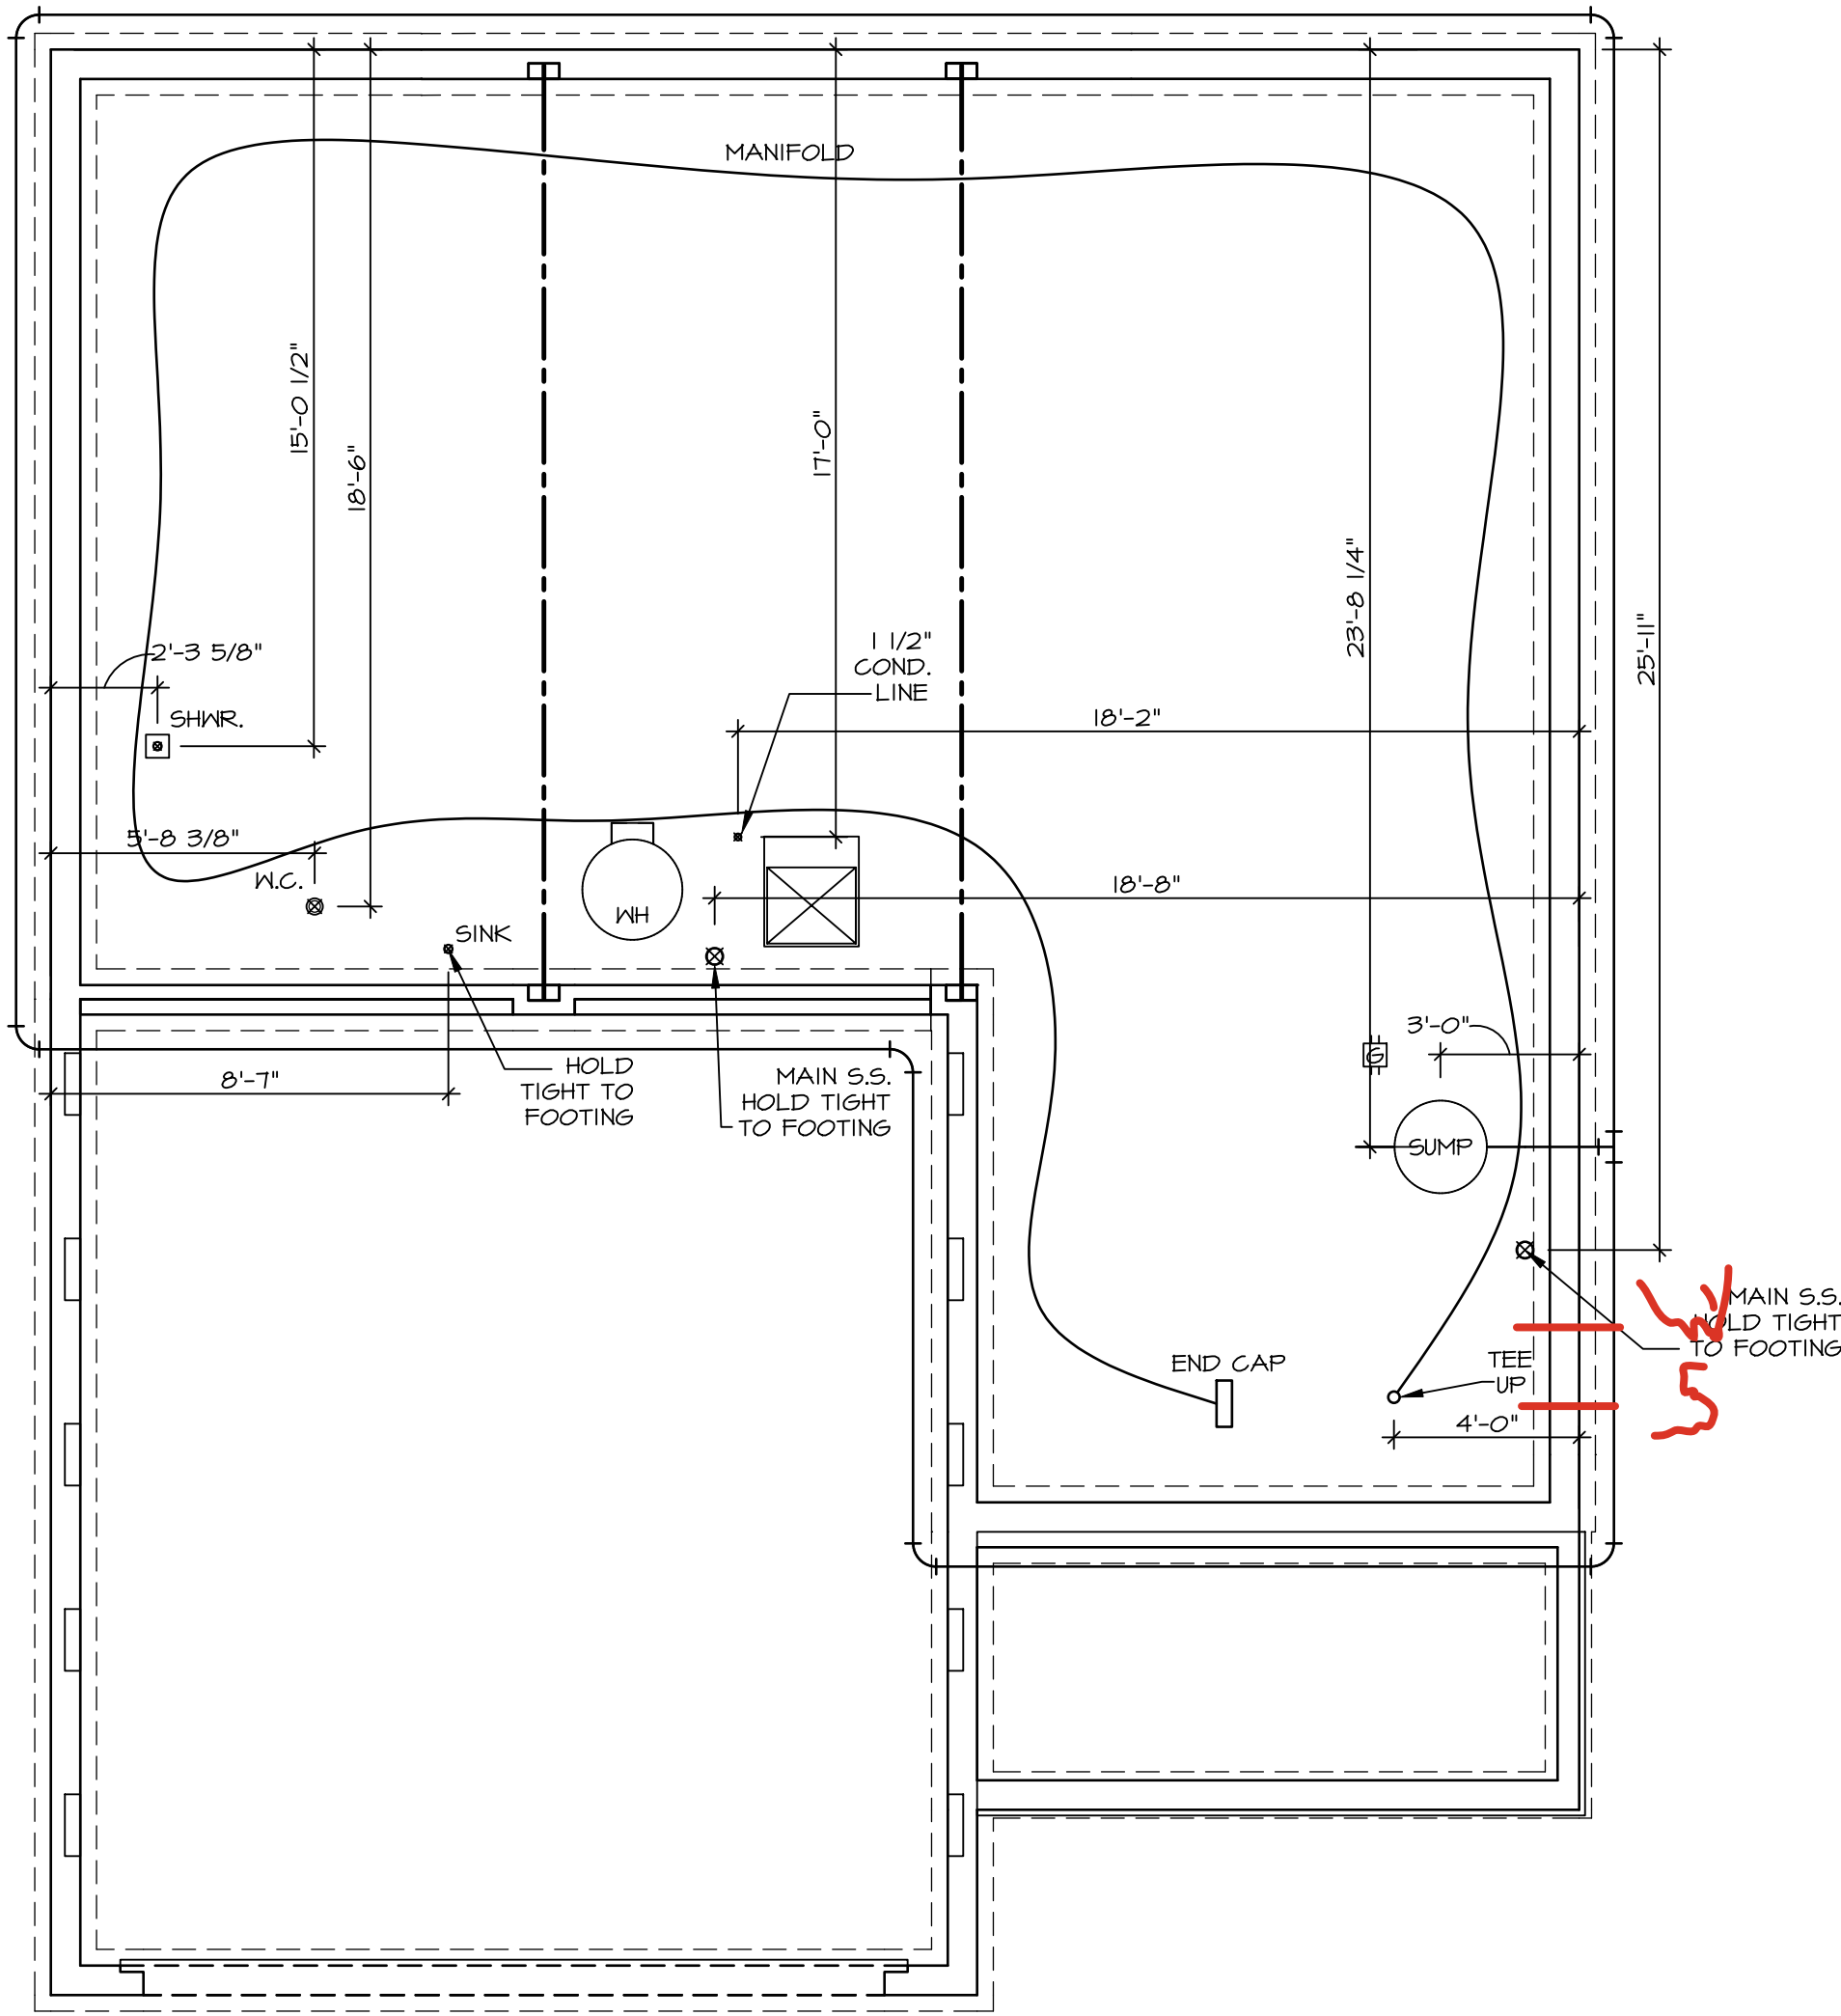 MANIFOLD
15'-0 1/2"
18'-6"
17'-0"
23'-8 1/4"
25'-11"
2'-3 5/8"
SHWR.
1 1/2"
COND.
LINE
18'-2"
5'-8 3/8"
W.C.
SINK
WH
18'-8"
G
3'-0"
SUMP
8'-7"
HOLD
TIGHT TO
FOOTING
MAIN S.S.
HOLD TIGHT
TO FOOTING
W
MAIN S.S.
HOLD TIGHT
TO FOOTING
S
END CAP
TEE
UP
4'-0"